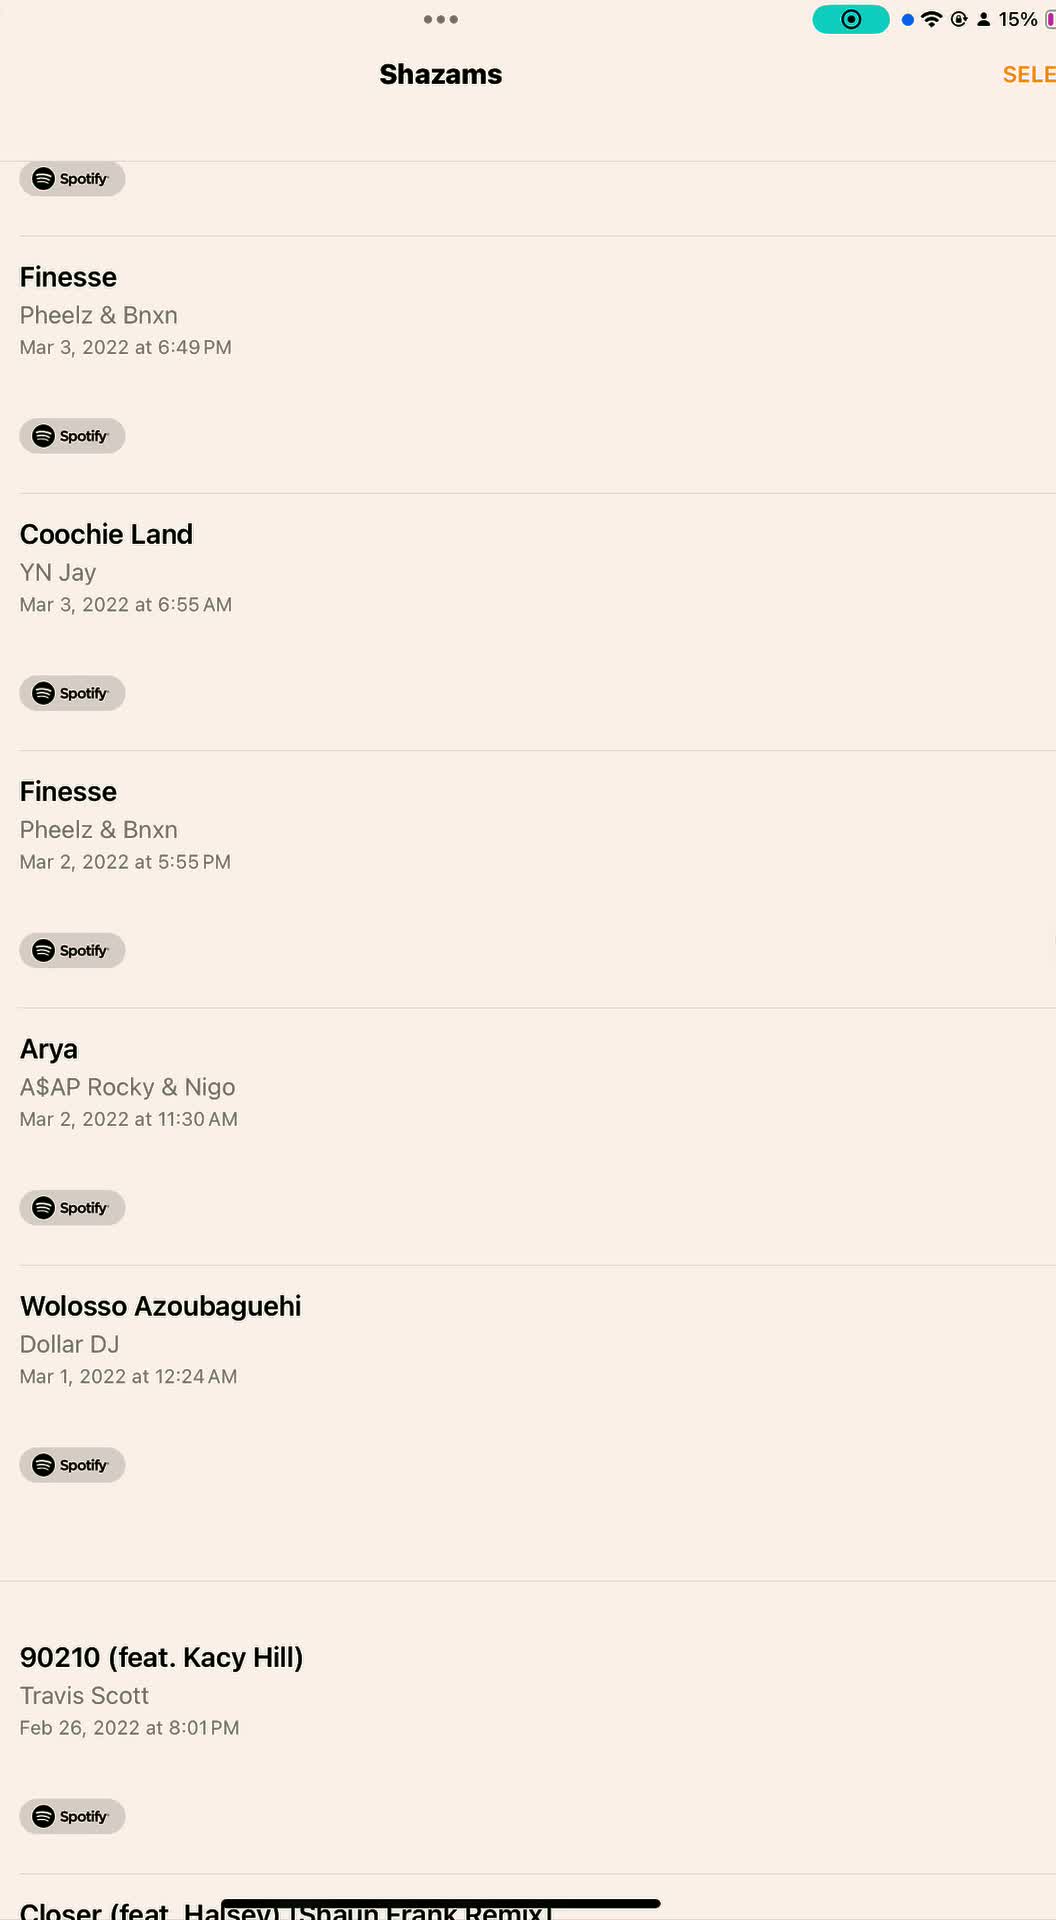 15%
Shazams
SELE
Spotify
Finesse
Pheelz & Bnxn
Mar 3, 2022 at 6:49 PM
Spotify
Coochie Land
YN Jay
Mar 3, 2022 at 6:55 AM
Spotify
Finesse
Pheelz & Bnxn
Mar 2, 2022 at 5:55 PM
Spotify
Arya
A$AP Rocky & Nigo
Mar 2, 2022 at 11:30 AM
Spotify
Wolosso Azoubaguehi
Dollar DJ
Mar 1, 2022 at 12:24 AM
Spotify
90210 (feat. Kacy Hill)
Travis Scott
Feb 26, 2022 at 8:01 PM
Spotify
Closer (feat. Halsey) [Shaun Frank Remix]